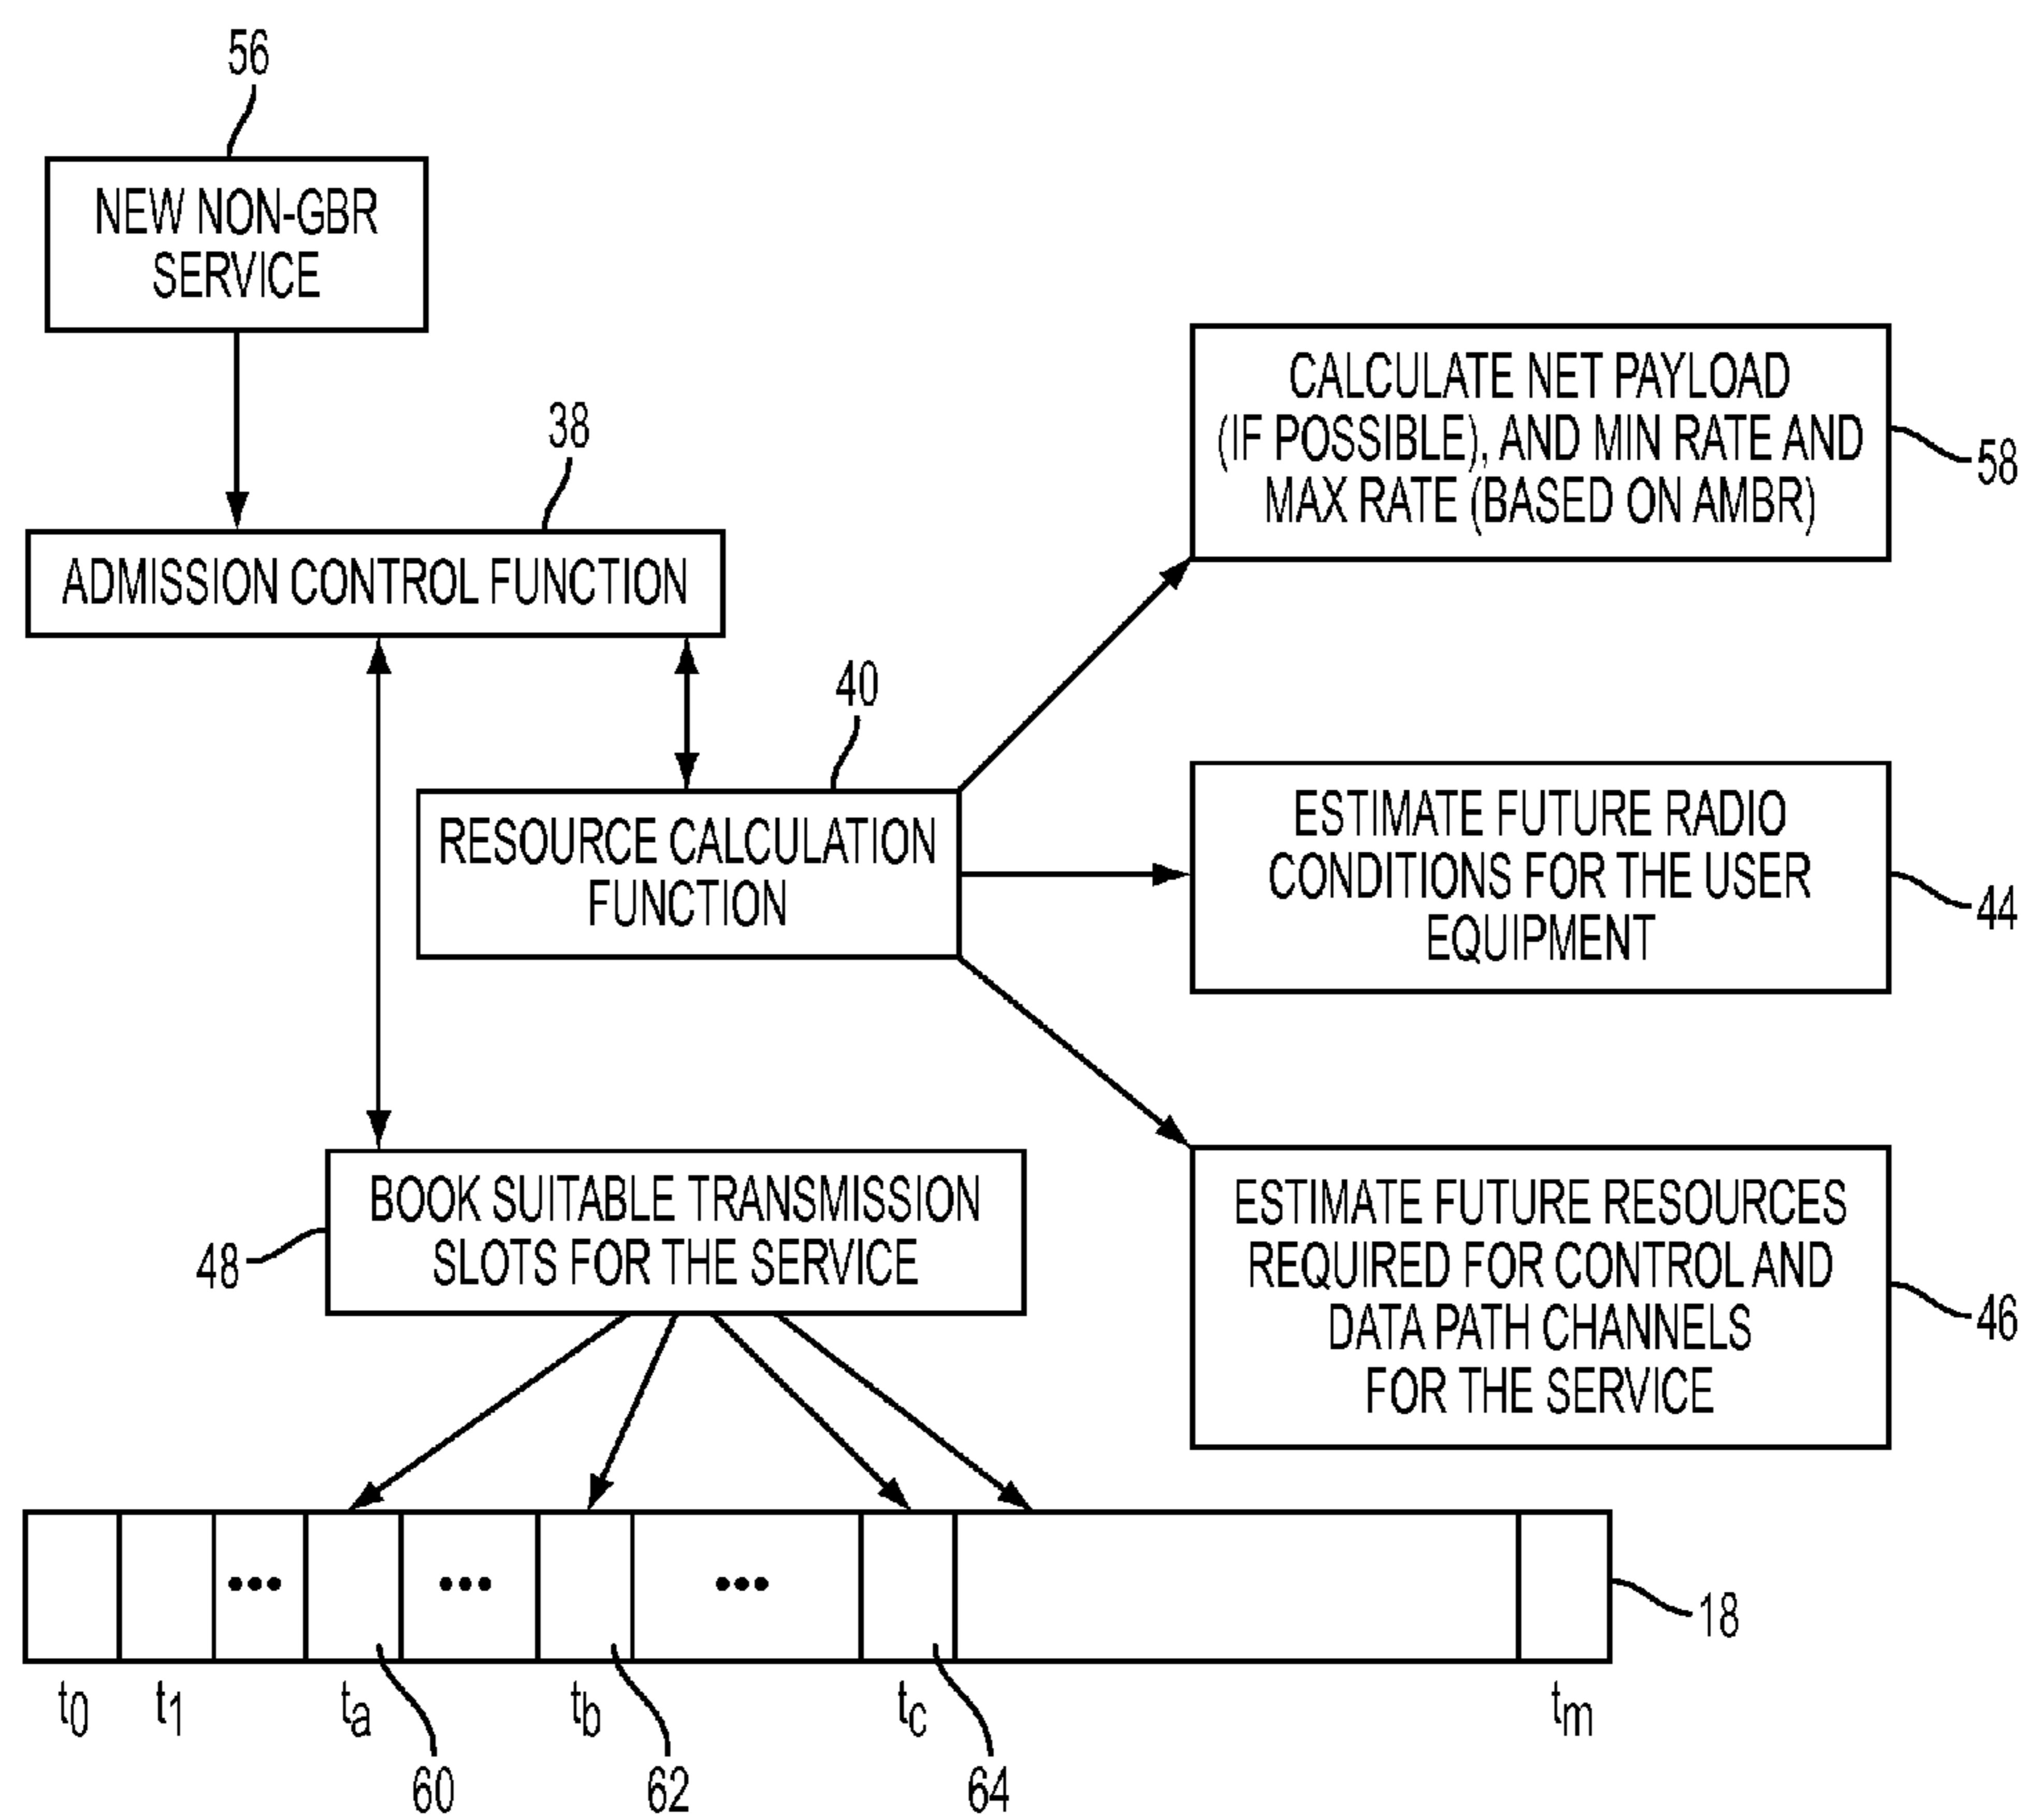 56
NEW NON-GBR
SERVICE
38
ADMISSION CONTROL FUNCTION
CALCULATE NET PAYLOAD
(IF POSSIBLE), AND MIN RATE AND
MAX RATE (BASED ON AMBR)
58
40
RESOURCE CALCULATION
FUNCTION
ESTIMATE FUTURE RADIO
CONDITIONS FOR THE USER
EQUIPMENT
44
BOOK SUITABLE TRANSMISSION
SLOTS FOR THE SERVICE
48
ESTIMATE FUTURE RESOURCES
REQUIRED FOR CONTROL AND
DATA PATH CHANNELS
FOR THE SERVICE
46
••• ••• •••
18
t0 t1 ta tb tc tm
60 62 64